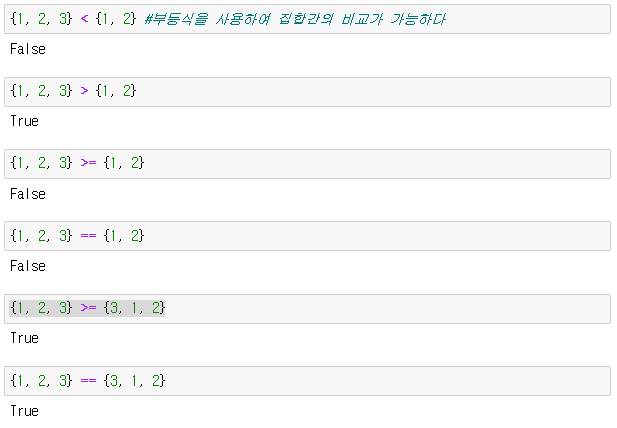 {1, 2, 3} < {1, 2} #부등식을 사용하여 집합간의 비교가 가능하다
False
{1, 2, 3} > {1, 2}
True
{1, 2, 3} >= {1, 2}
False
{1, 2, 3} == {1, 2}
False
{1, 2, 3} >= {3, 1, 2}
True
{1, 2, 3} == {3, 1, 2}
True